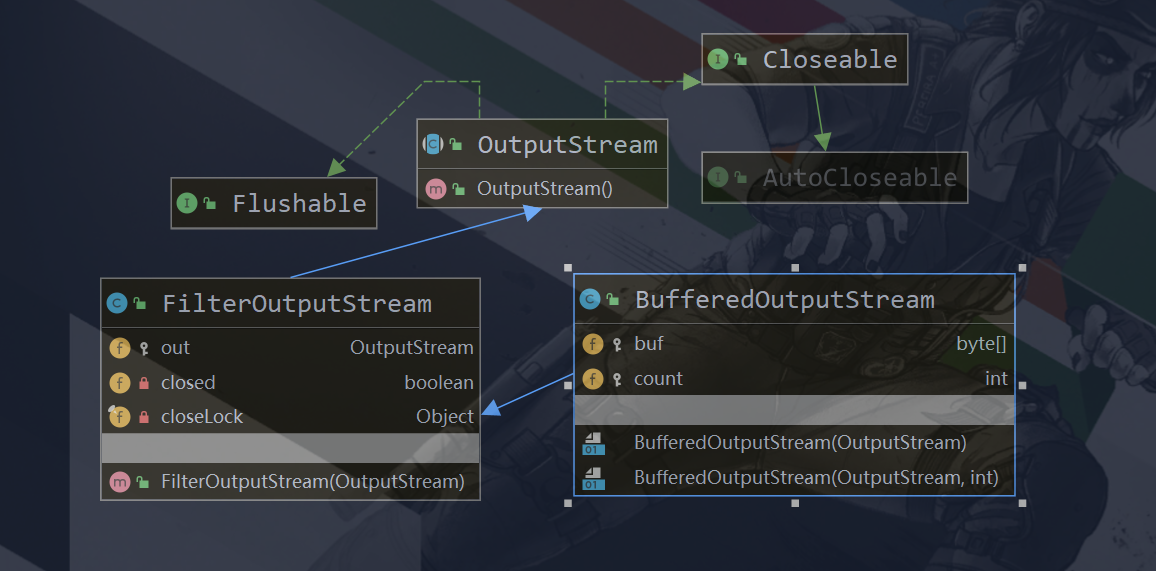 Closeable
OutputStream
OutputStream()
AutoCloseable
Flushable
FilterOutputStream
out OutputStream
closed boolean
closeLock Object
FilterOutputStream(OutputStream)
BufferedOutputStream
buf byte[]
count int
BufferedOutputStream(OutputStream)
BufferedOutputStream(OutputStream, int)